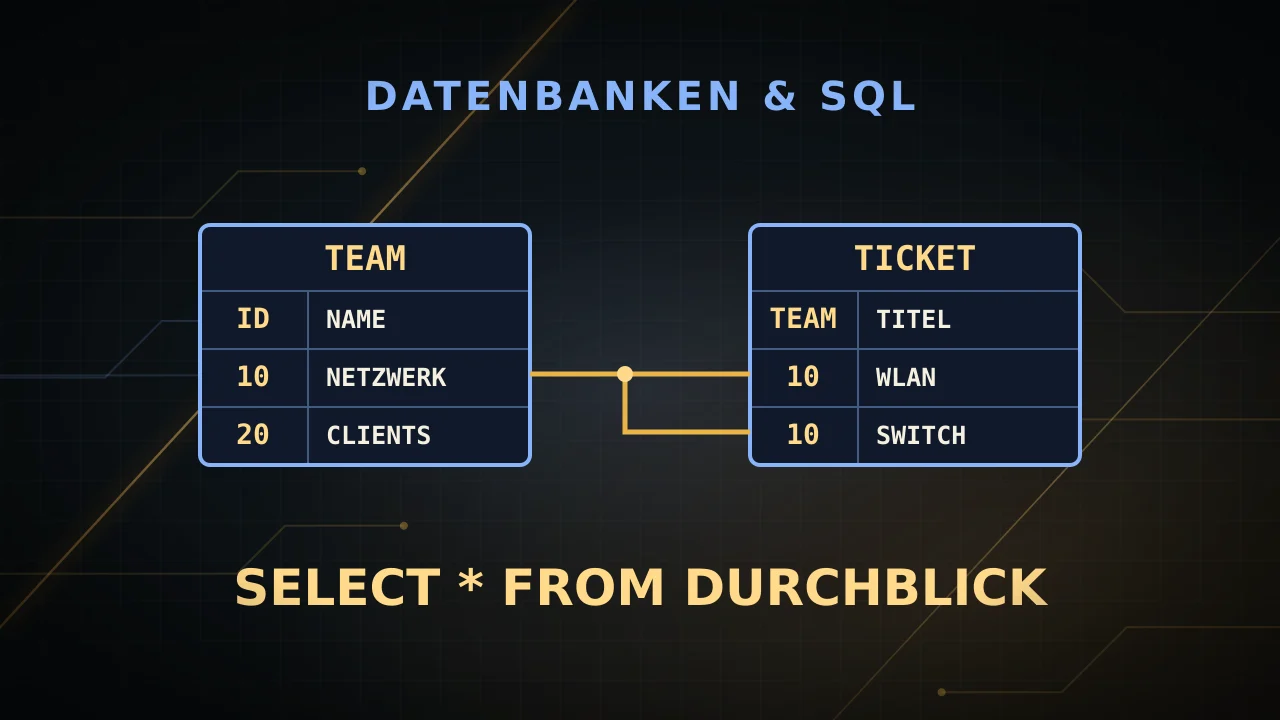 DATENBANKEN & SQL
TEAM
ID NAME
10 NETZWERK
20 CLIENTS
TICKET
TEAM TITEL
10 WLAN
10 SWITCH
SELECT * FROM DURCHBLICK